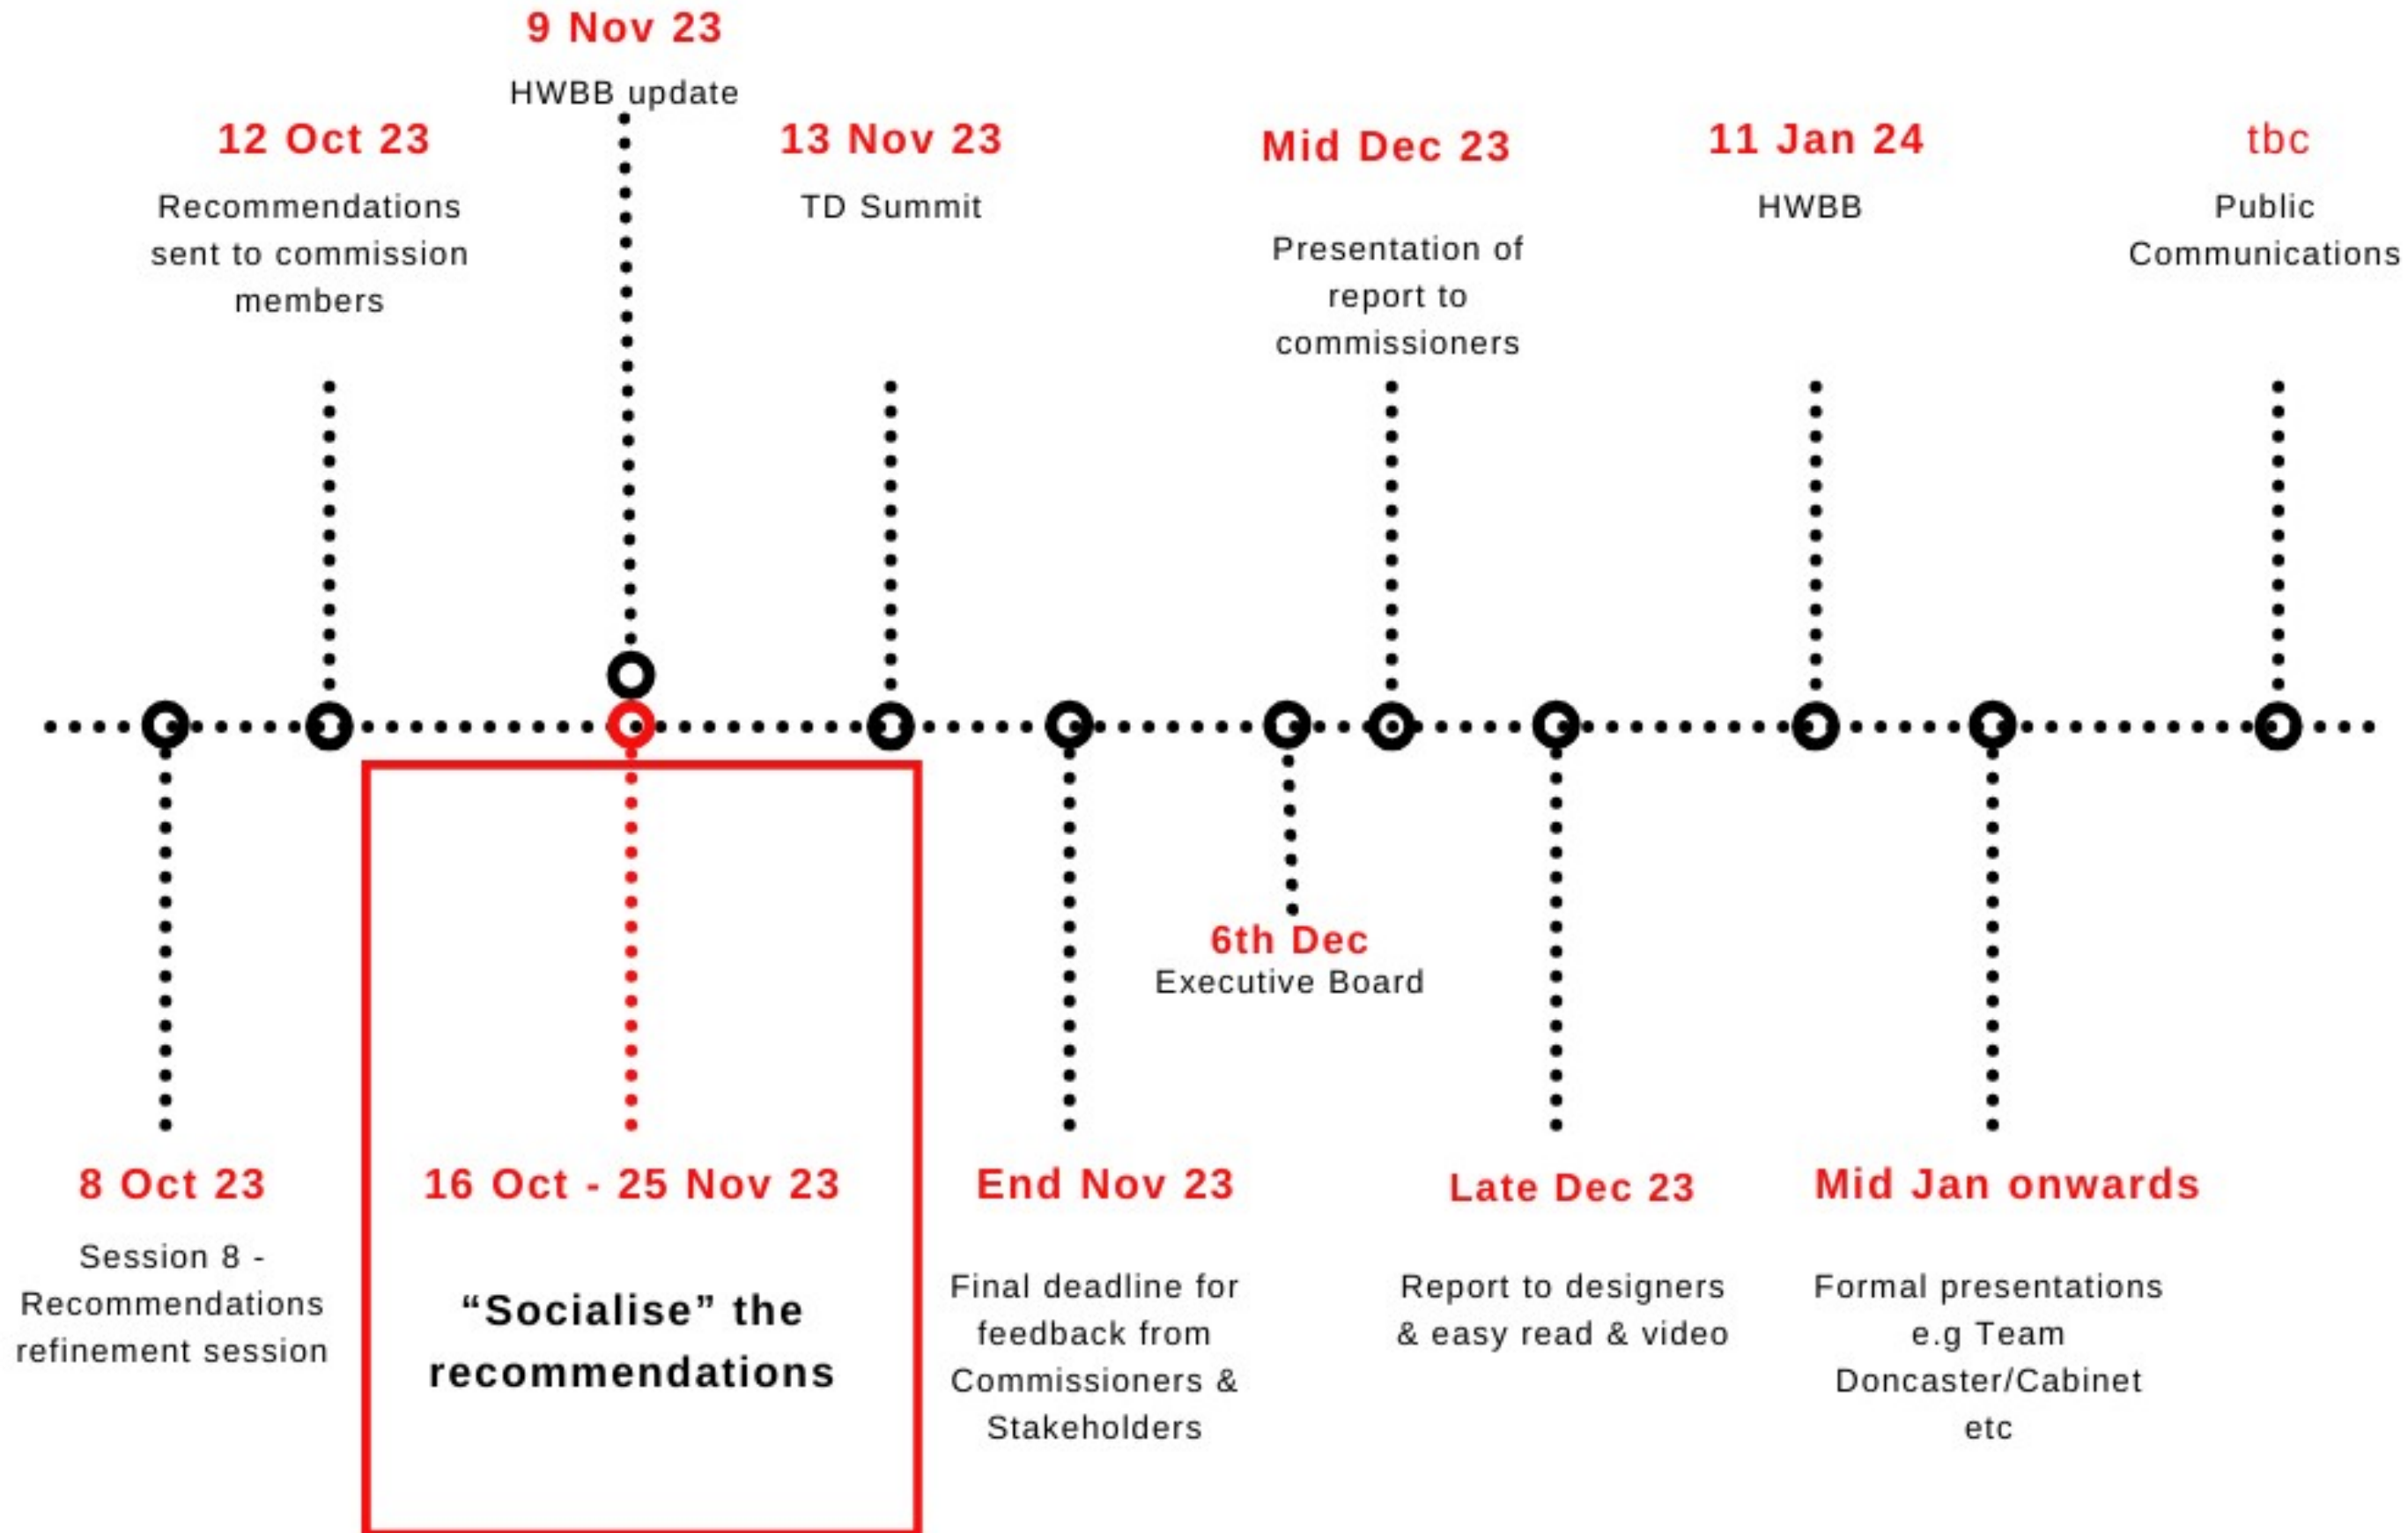 9 Nov 23
HWBB update
12 Oct 23
Recommendations
sent to commission
members
13 Nov 23
TD Summit
Mid Dec 23
Presentation of
report to
commissioners
11 Jan 24
HWBB
tbc
Public
Communications
8 Oct 23
Session 8 -
Recommendations
refinement session
16 Oct - 25 Nov 23
“Socialise” the
recommendations
End Nov 23
Final deadline for
feedback from
Commissioners &
Stakeholders
6th Dec
Executive Board
Late Dec 23
Report to designers
& easy read & video
Mid Jan onwards
Formal presentations
e.g Team
Doncaster/Cabinet
etc